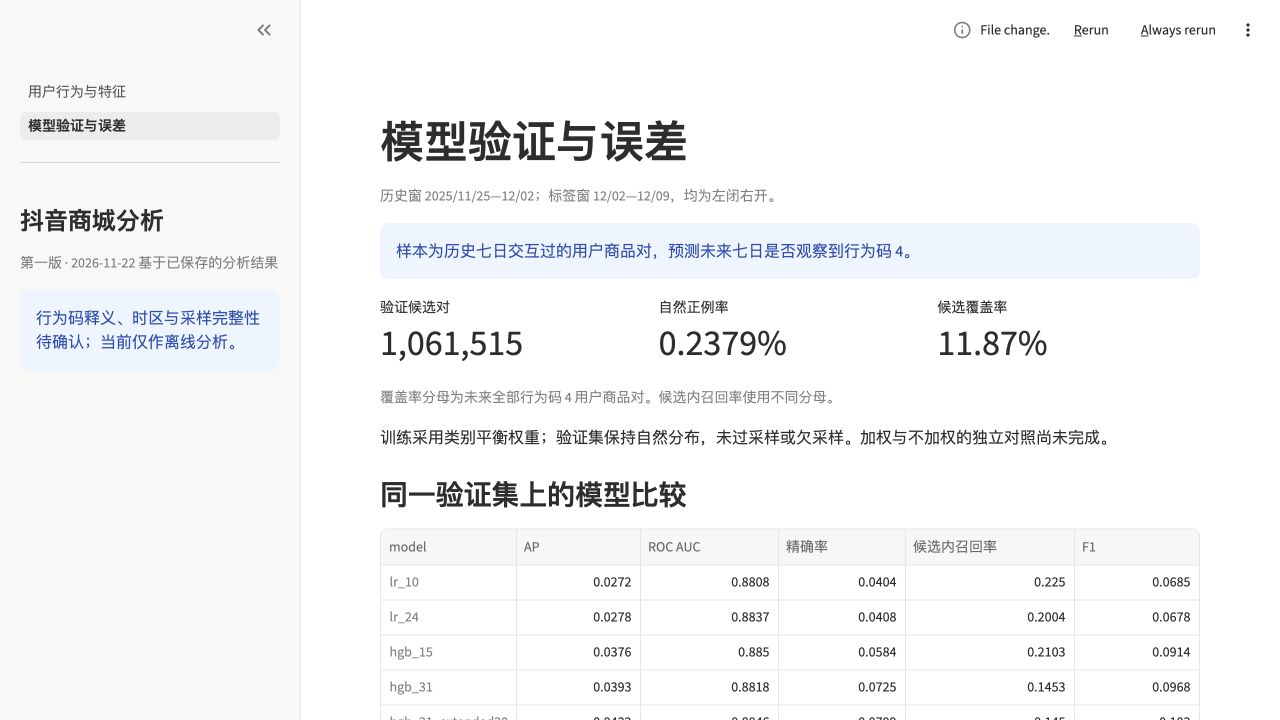 File change. Rerun Always rerun
用户行为与特征
模型验证与误差
抖音商城分析
第一版 · 2026-11-22 基于已保存的分析结果
行为码释义、时区与采样完整性
待确认；当前仅作离线分析。
模型验证与误差
历史窗 2025/11/25—12/02；标签窗 12/02—12/09，均为左闭右开。
样本为历史七日交互过的用户商品对，预测未来七日是否观察到行为码 4。
验证候选对 自然正例率 候选覆盖率
1,061,515 0.2379% 11.87%
覆盖率分母为未来全部行为码 4 用户商品对。候选内召回率使用不同分母。
训练采用类别平衡权重；验证集保持自然分布，未过采样或欠采样。加权与不加权的独立对照尚未完成。
同一验证集上的模型比较
model AP ROC AUC 精确率 候选内召回率 F1
lr_10 0.0272 0.8808 0.0404 0.225 0.0685
lr_24 0.0278 0.8837 0.0408 0.2004 0.0678
hgb_15 0.0376 0.885 0.0584 0.2103 0.0914
hgb_31 0.0393 0.8818 0.0725 0.1453 0.0968